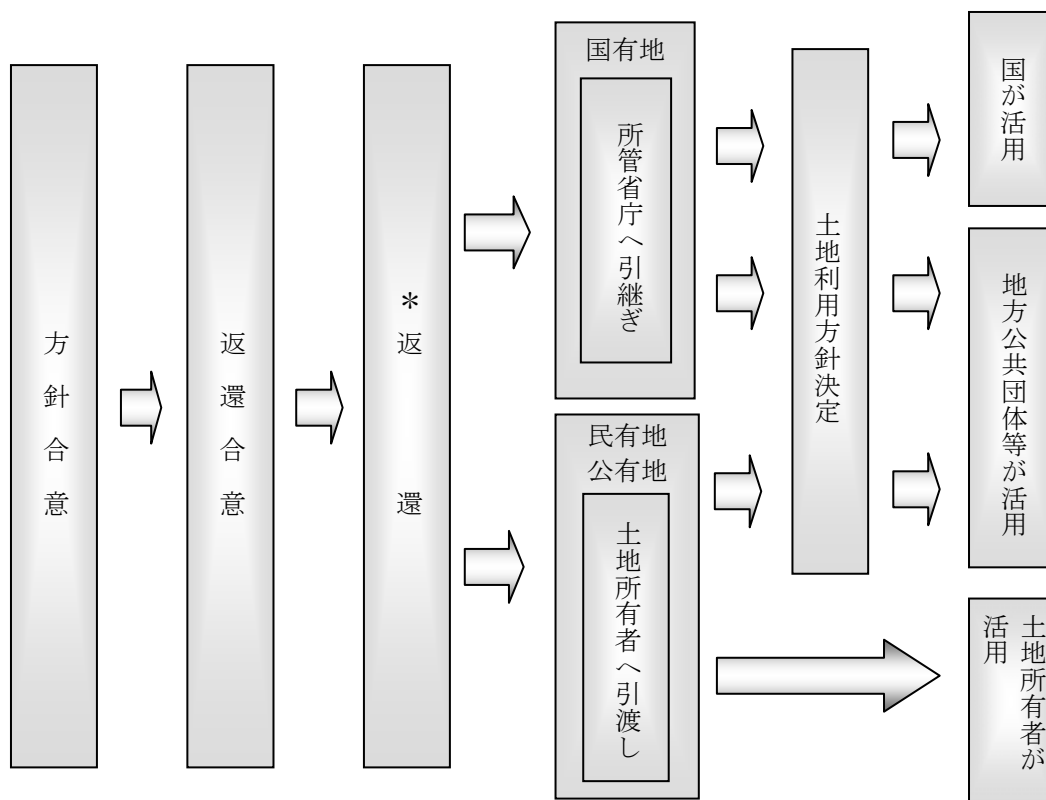 方針合意
返還合意
＊返還
国有地
所管省庁へ引継ぎ
民有地
公有地
土地所有者へ引渡し
土地利用方針決定
国が活用
地方公共団体等が活用
土地所有者が
活用